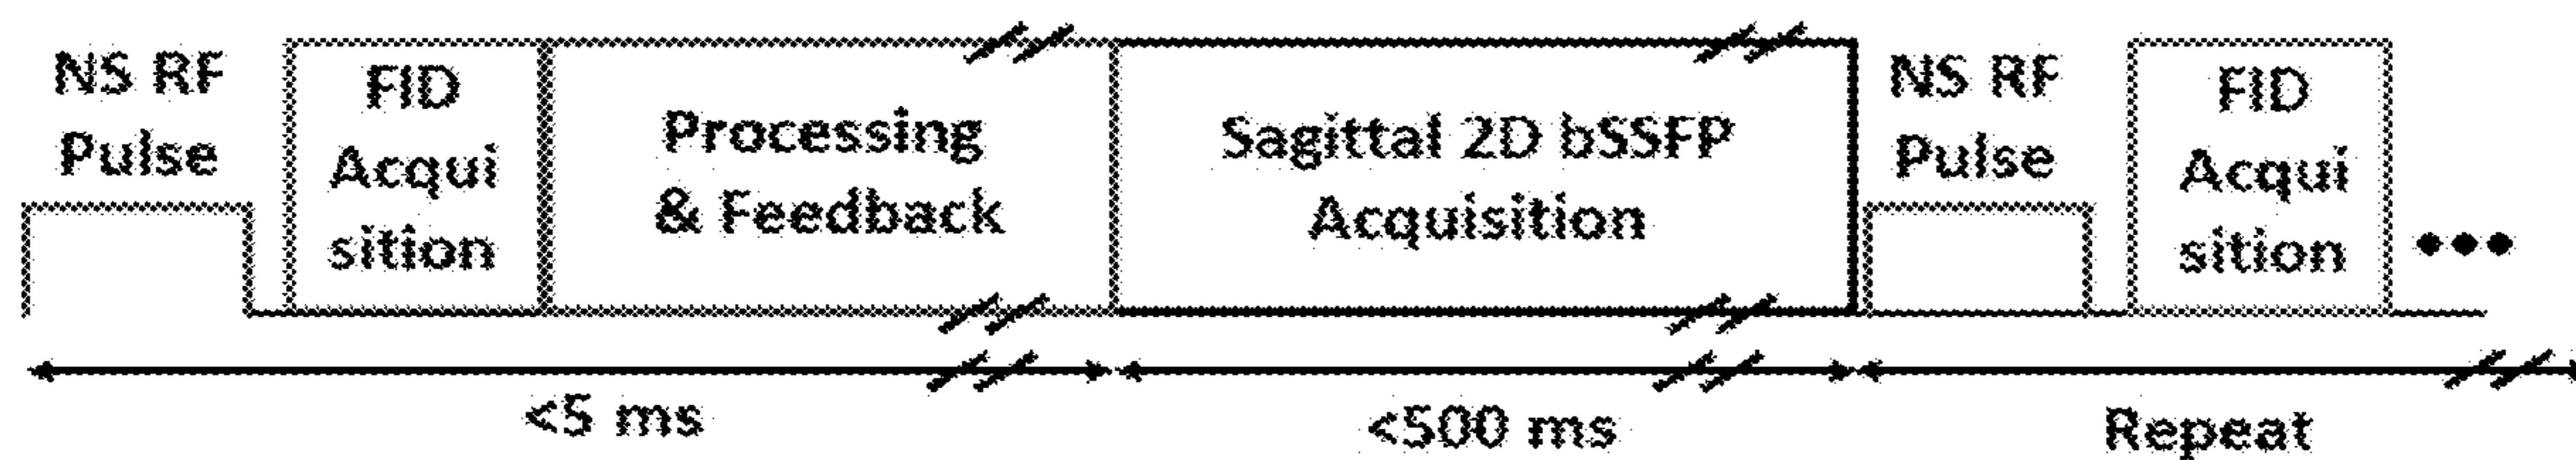 NS RF
Pulse
FID
Acqui
sition
Processing
& Feedback
Sagittal 2D bSSFP
Acquisition
NS RF
Pulse
FID
Acqui
sition
•••
<5 ms
<500 ms
Repeat